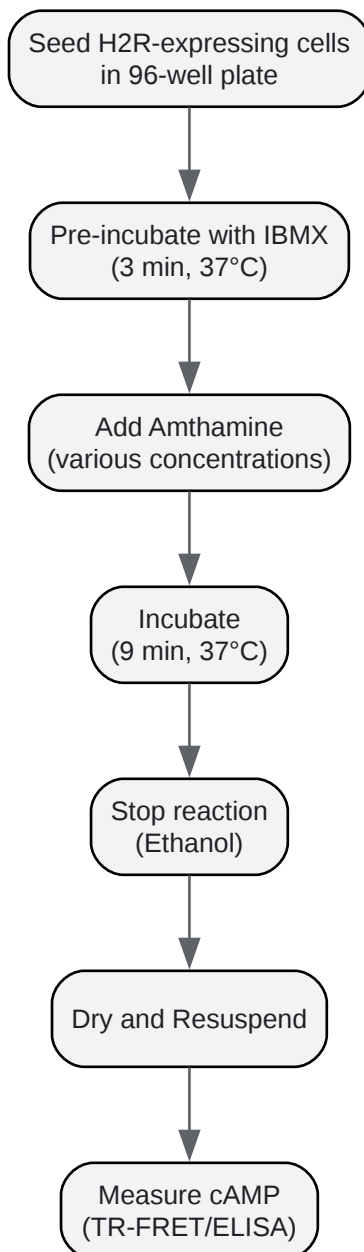 Seed H2R-expressing cells
in 96-well plate
Pre-incubate with IBMX
(3 min, 37°C)
Add Amthamine
(various concentrations)
Incubate
(9 min, 37°C)
Stop reaction
(Ethanol)
Dry and Resuspend
Measure cAMP
(TR-FRET/ELISA)